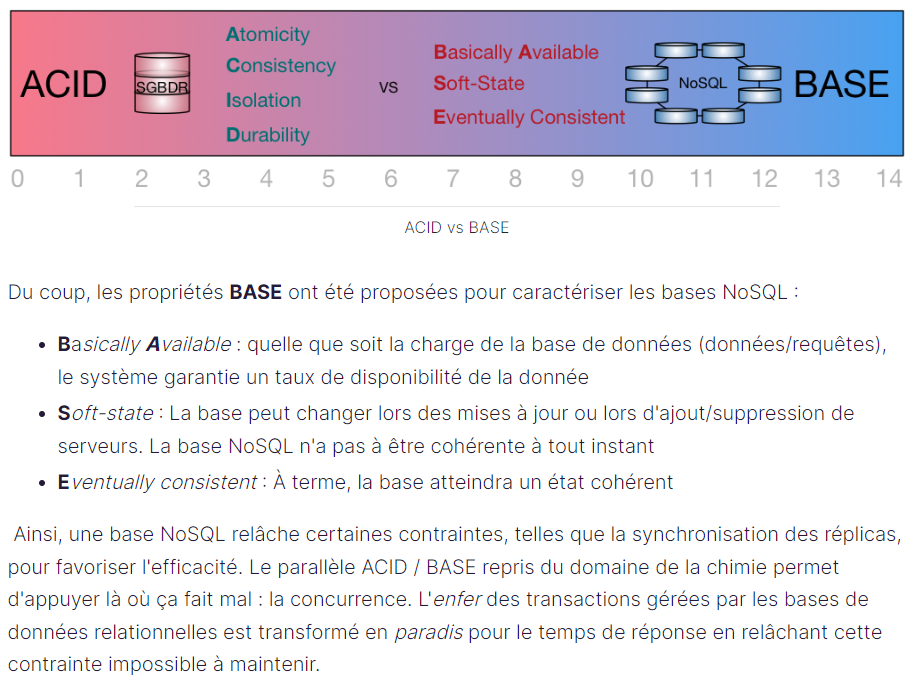 ACID
SGBDR
Atomicity
Consistency
Isolation
Durability
vs
Basically Available
Soft-State
Eventually Consistent
NoSQL
BASE
0 1 2 3 4 5 6 7 8 9 10 11 12 13 14
ACID vs BASE
Du coup, les propriétés BASE ont été proposées pour caractériser les bases NoSQL :
• Basically Available : quelle que soit la charge de la base de données (données/requêtes),
le système garantie un taux de disponibilité de la donnée
• Soft-state : La base peut changer lors des mises à jour ou lors d'ajout/suppression de
serveurs. La base NoSQL n'a pas à être cohérente à tout instant
• Eventually consistent : À terme, la base atteindra un état cohérent
Ainsi, une base NoSQL relâche certaines contraintes, telles que la synchronisation des réplicas,
pour favoriser l'efficacité. Le parallèle ACID / BASE repris du domaine de la chimie permet
d'appuyer là où ça fait mal : la concurrence. L'enfer des transactions gérées par les bases de
données relationnelles est transformé en paradis pour le temps de réponse en relâchant cette
contrainte impossible à maintenir.